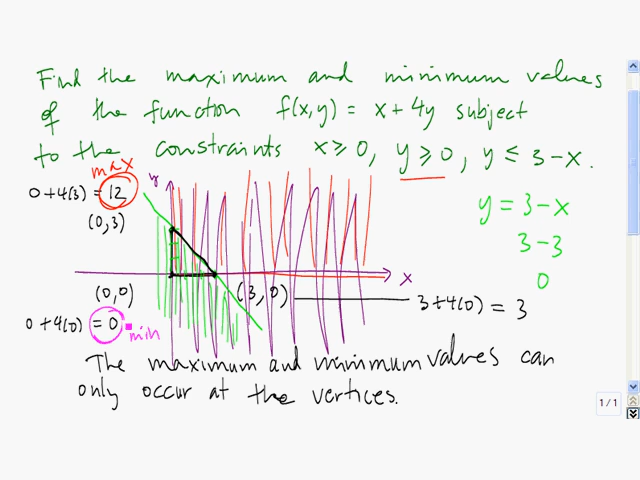 Find the maximum and minimum values
of the function f(x,y) = x + 4y subject
to the constraints x ≥ 0, y ≥ 0, y ≤ 3 - x.
max
y
0 + 4(3) = 12
(0,3)
y = 3 - x
3 - 3
0
x
(0,0)
(3,0)
3 + 4(0) = 3
0 + 4(0) = 0
min
The maximum and minimum values can
only occur at the vertices.
1 / 1